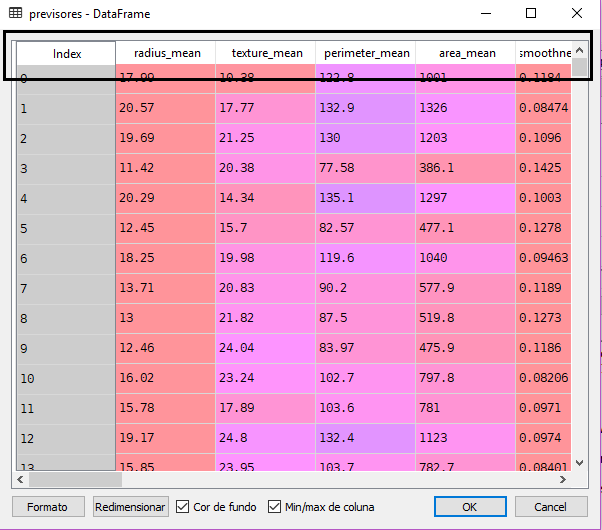 previsores - DataFrame
Index radius_mean texture_mean perimeter_mean area_mean smoothne
0 17.99 10.38 122.8 1001 0.1184
1 20.57 17.77 132.9 1326 0.08474
2 19.69 21.25 130 1203 0.1096
3 11.42 20.38 77.58 386.1 0.1425
4 20.29 14.34 135.1 1297 0.1003
5 12.45 15.7 82.57 477.1 0.1278
6 18.25 19.98 119.6 1040 0.09463
7 13.71 20.83 90.2 577.9 0.1189
8 13 21.82 87.5 519.8 0.1273
9 12.46 24.04 83.97 475.9 0.1186
10 16.02 23.24 102.7 797.8 0.08206
11 15.78 17.89 103.6 781 0.0971
12 19.17 24.8 132.4 1123 0.0974
13 15.85 23.95 103.7 782.7 0.08401
Formato Redimensionar Cor de fundo Min/max de coluna OK Cancel